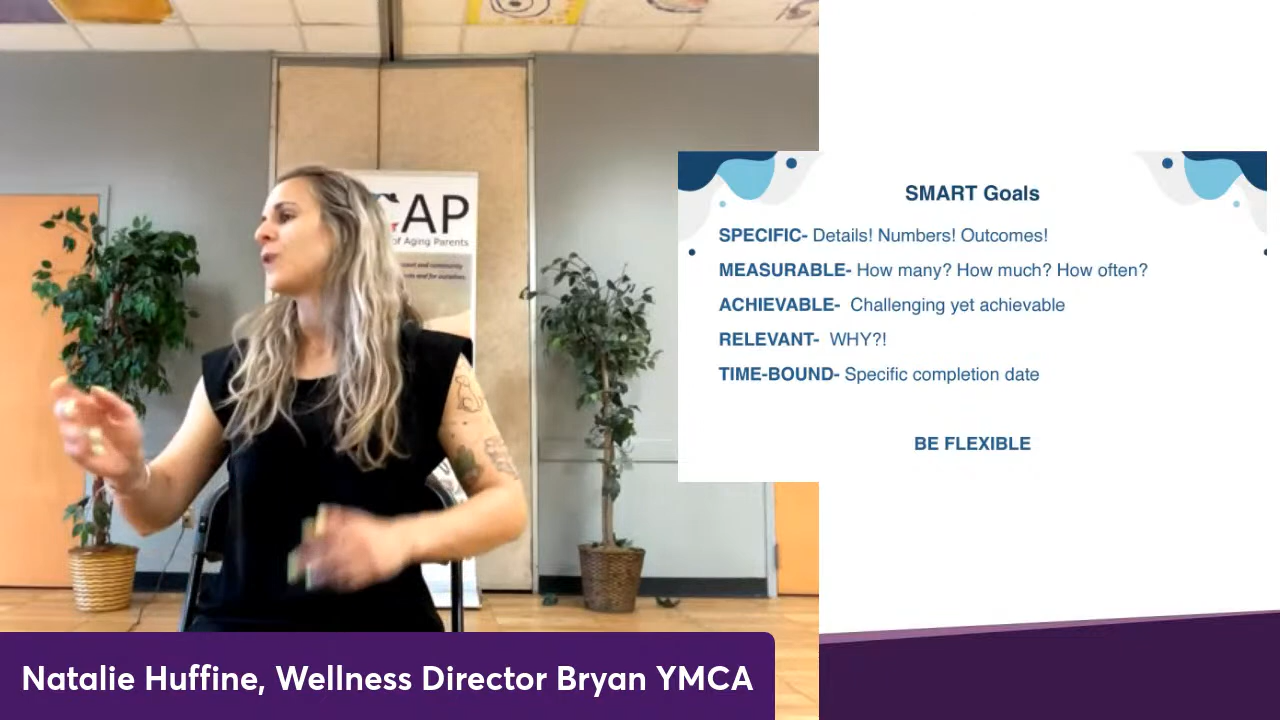 CAP
of Aging Parents
SMART Goals
SPECIFIC- Details! Numbers! Outcomes!
MEASURABLE- How many? How much? How often?
ACHIEVABLE- Challenging yet achievable
RELEVANT- WHY?!
TIME-BOUND- Specific completion date
BE FLEXIBLE
Natalie Huffine, Wellness Director Bryan YMCA